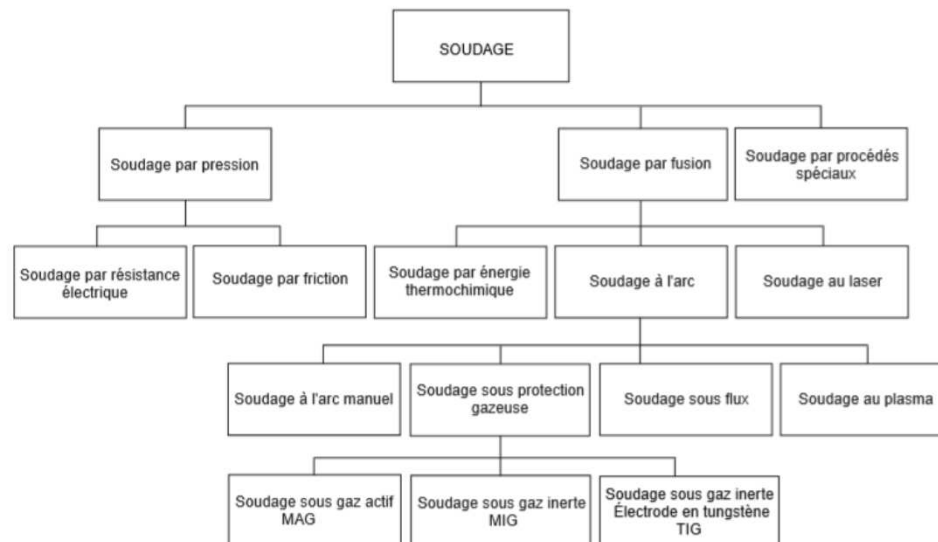 SOUDAGE
Soudage par pression
Soudage par fusion
Soudage par procédés
spéciaux
Soudage par résistance
électrique
Soudage par friction
Soudage par énergie
thermochimique
Soudage à l'arc
Soudage au laser
Soudage à l'arc manuel
Soudage sous protection
gazeuse
Soudage sous flux
Soudage au plasma
Soudage sous gaz actif
MAG
Soudage sous gaz inerte
MIG
Soudage sous gaz inerte
Électrode en tungstène
TIG